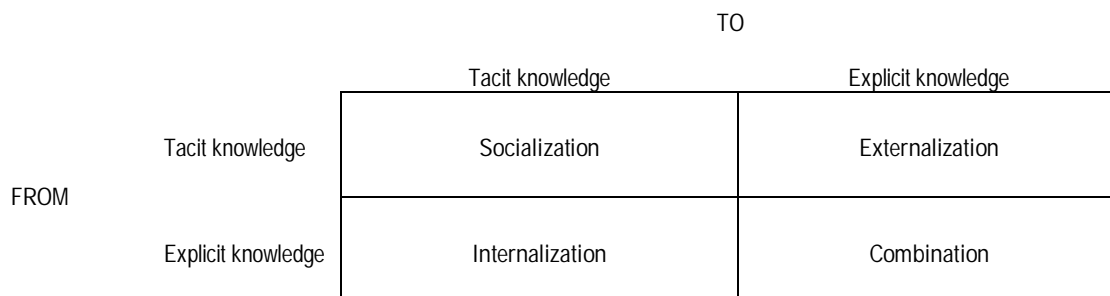 TO
Tacit knowledge Explicit knowledge
Tacit knowledge Socialization Externalization
FROM
Explicit knowledge Internalization Combination